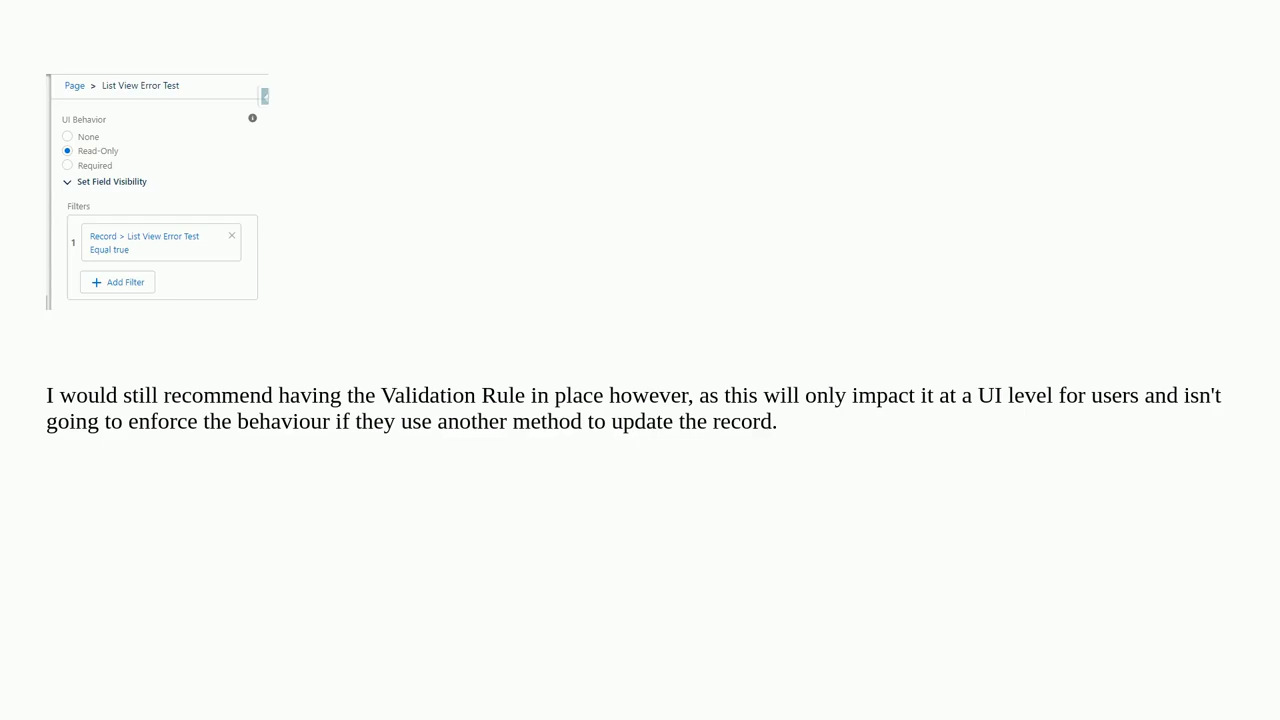 Page > List View Error Test
UI Behavior
None
Read-Only
Required
Set Field Visibility
Filters
1
Record > List View Error Test
Equal true
Add Filter
I would still recommend having the Validation Rule in place however, as this will only impact it at a UI level for users and isn't
going to enforce the behaviour if they use another method to update the record.